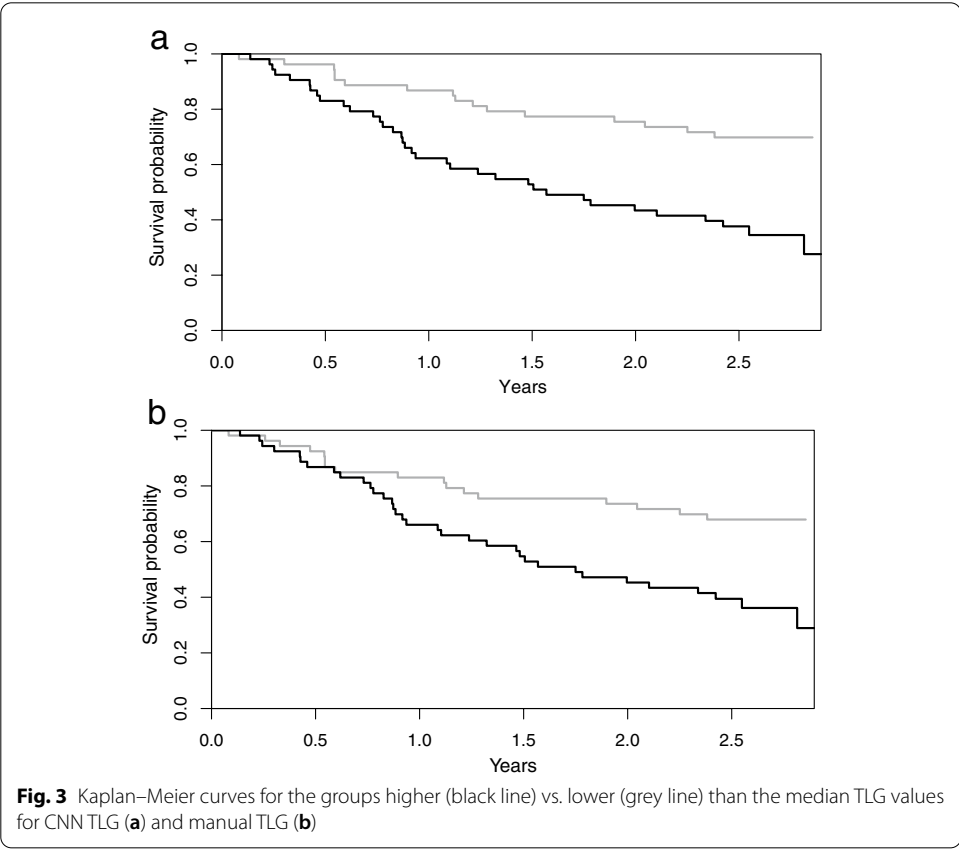 a
Survival probability
1.0
0.8
0.6
0.4
0.2
0.0
0.0 0.5 1.0 1.5 2.0 2.5
Years
b
Survival probability
1.0
0.8
0.6
0.4
0.2
0.0
0.0 0.5 1.0 1.5 2.0 2.5
Years
Fig. 3 Kaplan–Meier curves for the groups higher (black line) vs. lower (grey line) than the median TLG values
for CNN TLG (a) and manual TLG (b)